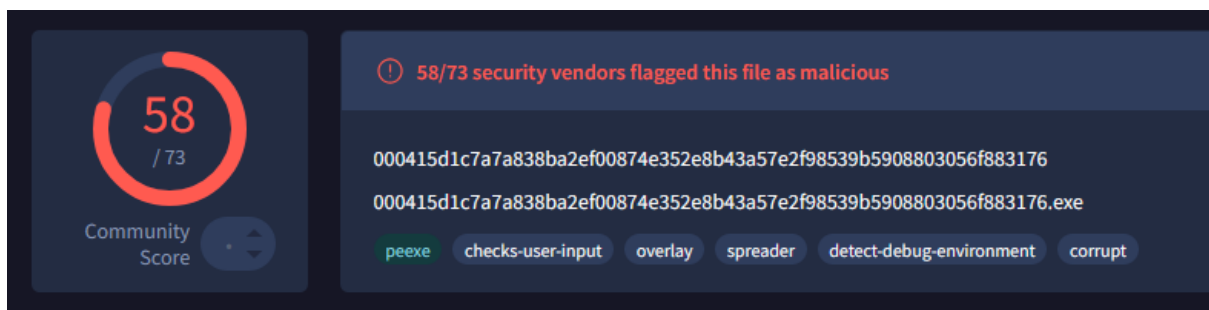 58
/ 73
Community
Score
58/73 security vendors flagged this file as malicious
000415d1c7a7a838ba2ef00874e352e8b43a57e2f98539b5908803056f883176
000415d1c7a7a838ba2ef00874e352e8b43a57e2f98539b5908803056f883176.exe
peexe checks-user-input overlay spreader detect-debug-environment corrupt